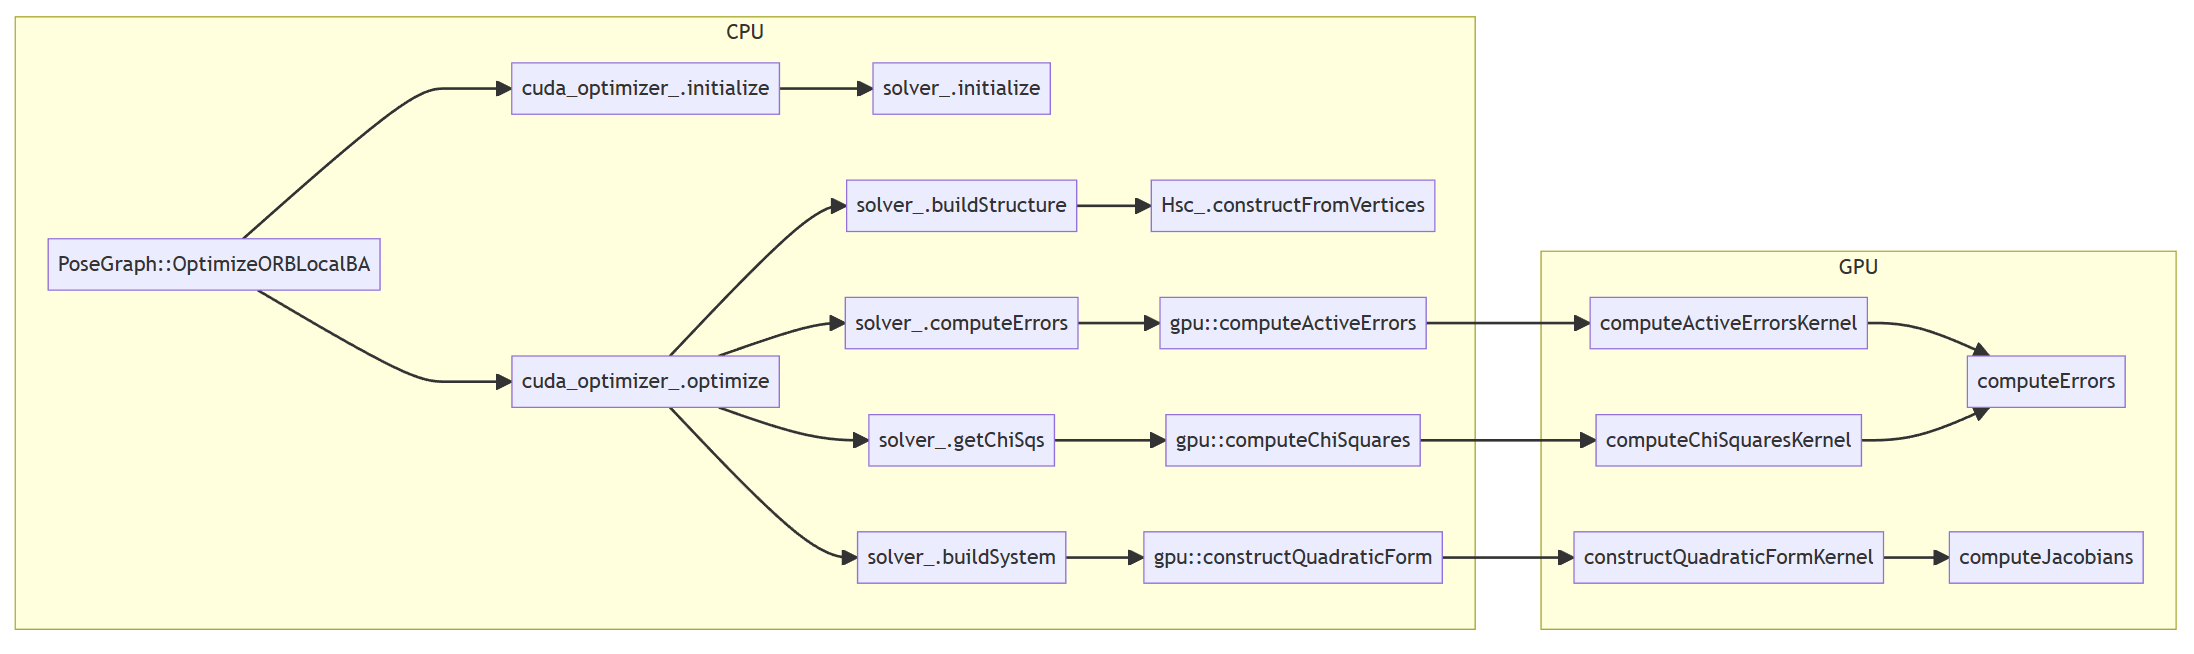 CPU
cuda_optimizer_.initialize
solver_.initialize
solver_.buildStructure
Hsc_.constructFromVertices
PoseGraph::OptimizeORBLocalBA
GPU
solver_.computeErrors
gpu::computeActiveErrors
computeActiveErrorsKernel
cuda_optimizer_.optimize
computeErrors
solver_.getChiSqs
gpu::computeChiSquares
computeChiSquaresKernel
solver_.buildSystem
gpu::constructQuadraticForm
constructQuadraticFormKernel
computeJacobians